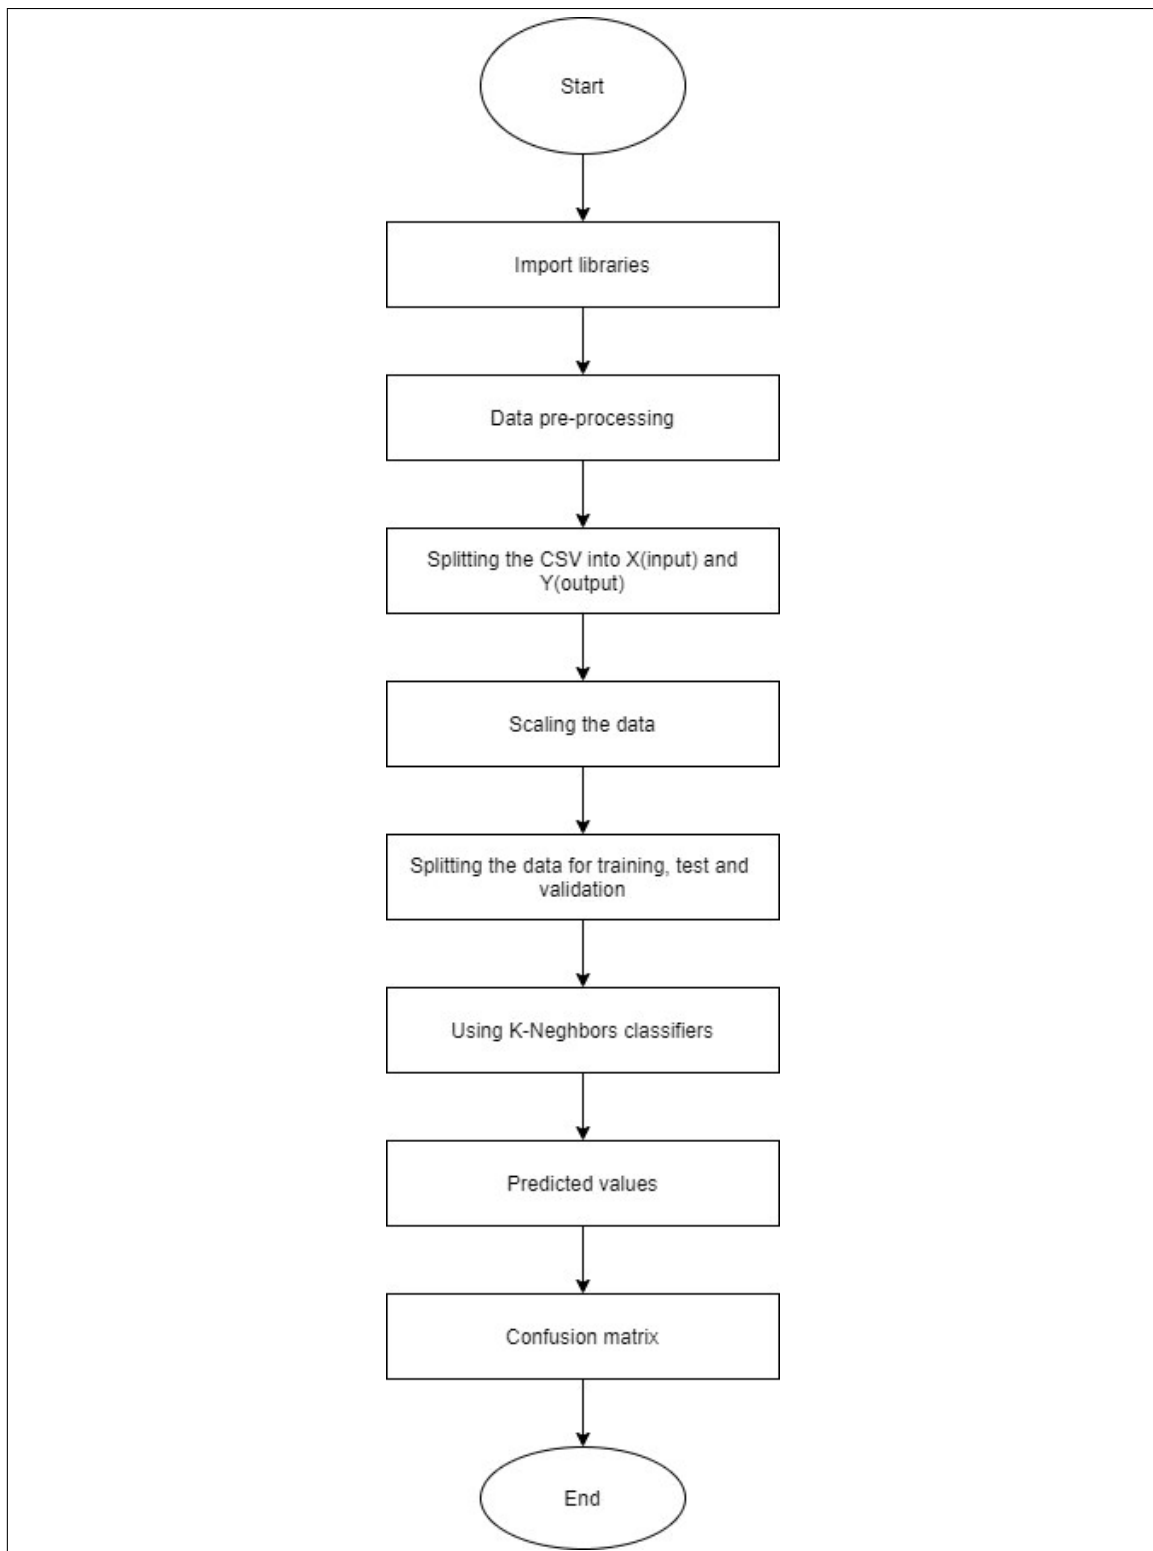 Start
Import libraries
Data pre-processing
Splitting the CSV into X(input) and
Y(output)
Scaling the data
Splitting the data for training, test and
validation
Using K-Neghbors classifiers
Predicted values
Confusion matrix
End